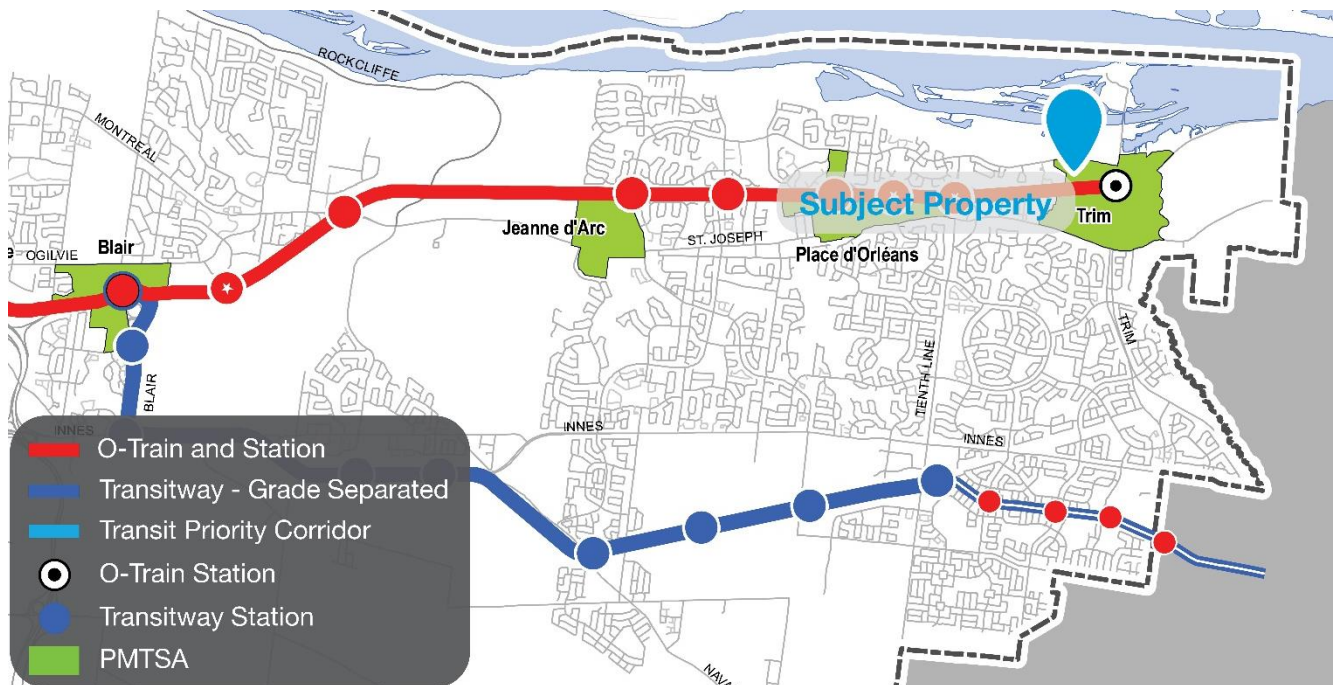 ROCKCLIFFE
MONTREAL
Subject Property
Trim
Jeanne d'Arc
ST. JOSEPH
Place d'Orléans
Blair
e
OGILVIE
TRIM
BLAIR
TENTH LINE
INNES
INNES
INNES
O-Train and Station
Transitway - Grade Separated
Transit Priority Corridor
O-Train Station
Transitway Station
PMTSA
NAVA